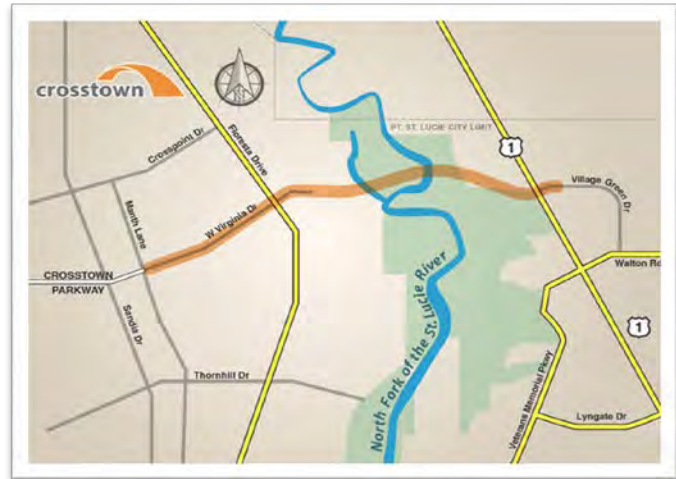 crosstown
Crosspoint Dr
Floresta Drive
PT. ST. LUCIE CITY LIMIT
1
Village Green Dr
Manth Lane
W Virginia Dr
Walton Rd
CROSSTOWN
PARKWAY
Sandia Dr
North Fork of the St. Lucie River
1
Thornhill Dr
Veterans Memorial Pkwy
Lyngate Dr